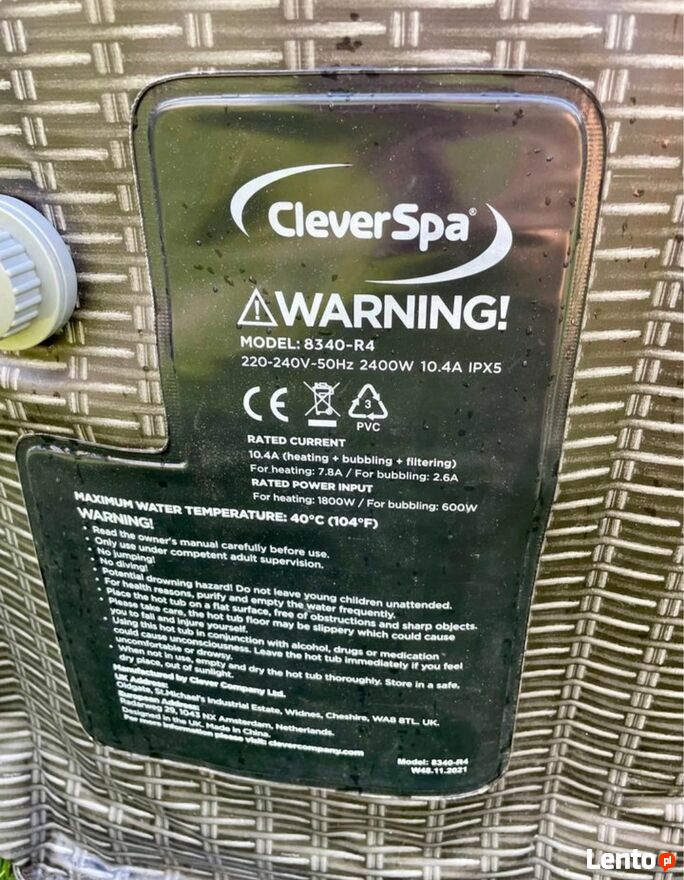 CleverSpa®
WARNING!
MODEL: 8340-R4
220-240V~50Hz 2400W 10.4A IPX5
CE
3
PVC
RATED CURRENT
10.4A (heating + bubbling + filtering)
For heating: 7.8A / For bubbling: 2.6A
RATED POWER INPUT
For heating: 1800W / For bubbling: 600W
MAXIMUM WATER TEMPERATURE: 40°C (104°F)
WARNING!
• Read the owner's manual carefully before use.
• Only use under competent adult supervision.
• No jumping!
• No diving!
• Potential drowning hazard! Do not leave young children unattended.
• For health reasons, purify and empty the water frequently.
• Place the hot tub on a flat surface, free of obstructions and sharp objects.
• Please take care, the hot tub floor may be slippery which could cause
you to fall and injure yourself.
• Using this hot tub in conjunction with alcohol, drugs or medication
could cause unconsciousness. Leave the hot tub immediately if you feel
uncomfortable or drowsy.
• When not in use, empty and dry the hot tub thoroughly. Store in a safe,
dry place, out of sunlight.
Manufactured by Clever Company Ltd.
UK Address:
Oldgate, St.Michael's Industrial Estate, Widnes, Cheshire, WA8 8TL. UK.
European Address:
Radarweg 29, 1043 NX Amsterdam, Netherlands.
Designed in the UK. Made in China.
For more information please visit: clevercompany.com
Model: 8340-R4
W48.11.2021
Lento pl